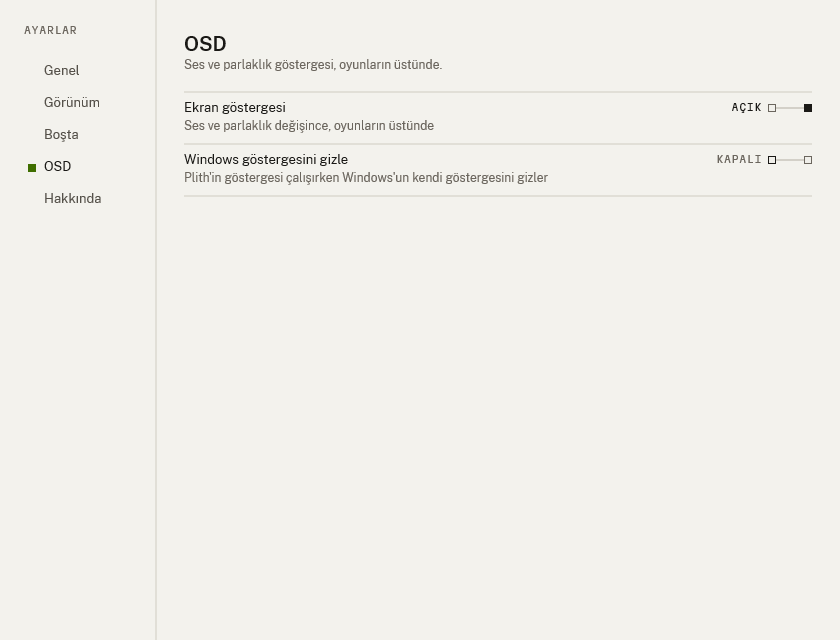 AYARLAR
Genel
Görünüm
Boşta
OSD
Hakkında
OSD
Ses ve parlaklık göstergesi, oyunların üstünde.
Ekran göstergesi
AÇIK
Ses ve parlaklık değişince, oyunların üstünde
Windows göstergesini gizle
KAPALI
Plith'in göstergesi çalışırken Windows'un kendi göstergesini gizler